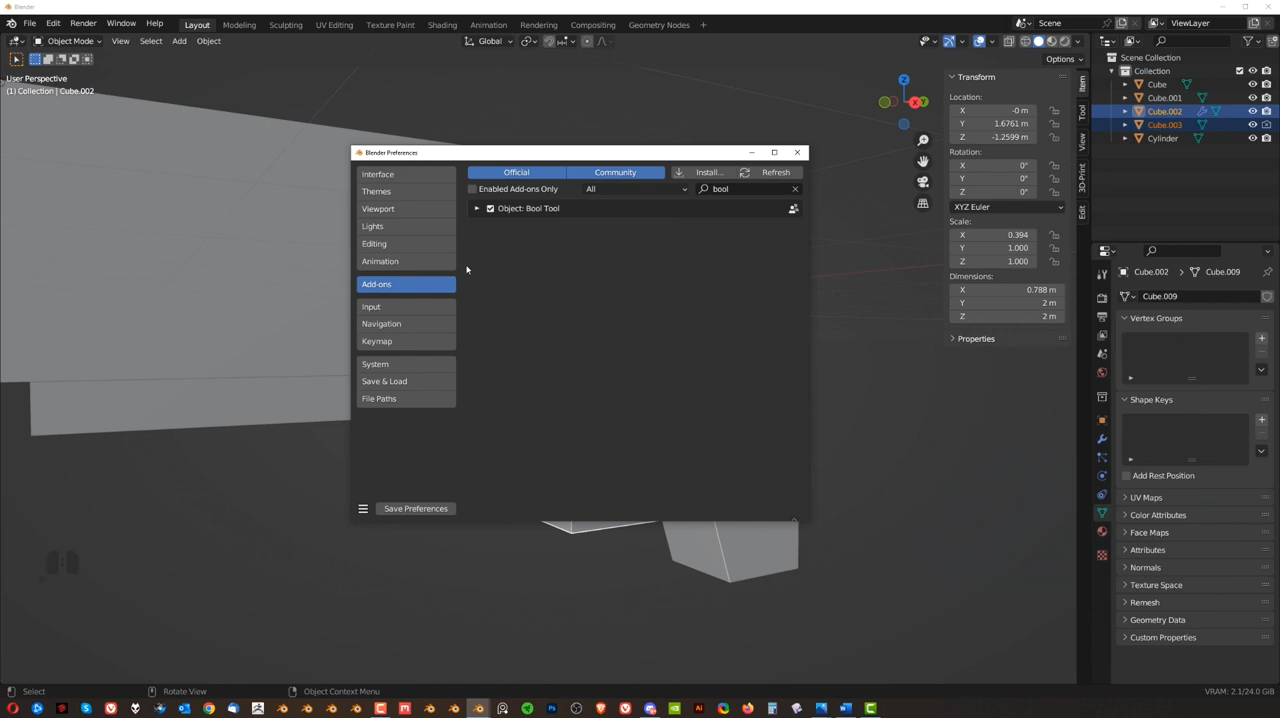 Blender
File Edit Render Window Help Layout Modeling Sculpting UV Editing Texture Paint Shading Animation Rendering Compositing Geometry Nodes + Scene ViewLayer
Object Mode View Select Add Object Global
Options
User Perspective
(1) Collection | Cube.002
Z
X
Y
Transform
Location:
X -0 m
Y 1.6761 m
Z -1.2599 m
Rotation:
X 0°
Y 0°
Z 0°
XYZ Euler
Scale:
X 0.394
Y 1.000
Z 1.000
Dimensions:
X 0.788 m
Y 2 m
Z 2 m
Properties
Item
Tool
View
3D-Print
Edit
Scene Collection
Collection
Cube
Cube.001
Cube.002
Cube.003
Cylinder
Cube.002 > Cube.009
Cube.009
Vertex Groups
Shape Keys
Add Rest Position
UV Maps
Color Attributes
Face Maps
Attributes
Normals
Texture Space
Remesh
Geometry Data
Custom Properties
Blender Preferences
Interface
Themes
Viewport
Lights
Editing
Animation
Add-ons
Input
Navigation
Keymap
System
Save & Load
File Paths
Save Preferences
Official Community Install... Refresh
Enabled Add-ons Only All bool
Object: Bool Tool
Select Rotate View Object Context Menu VRAM: 2.1/24.0 GiB